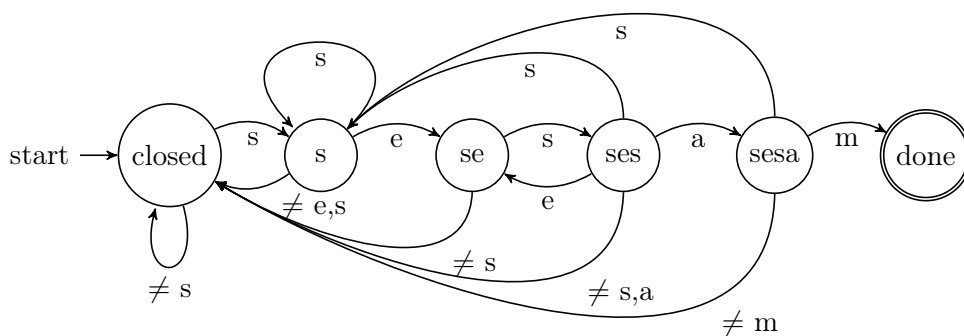 s
s
s
start
closed
s
s
e
se
s
ses
a
sesa
m
done
e
≠ e,s
≠ s
≠ s
≠ s,a
≠ m